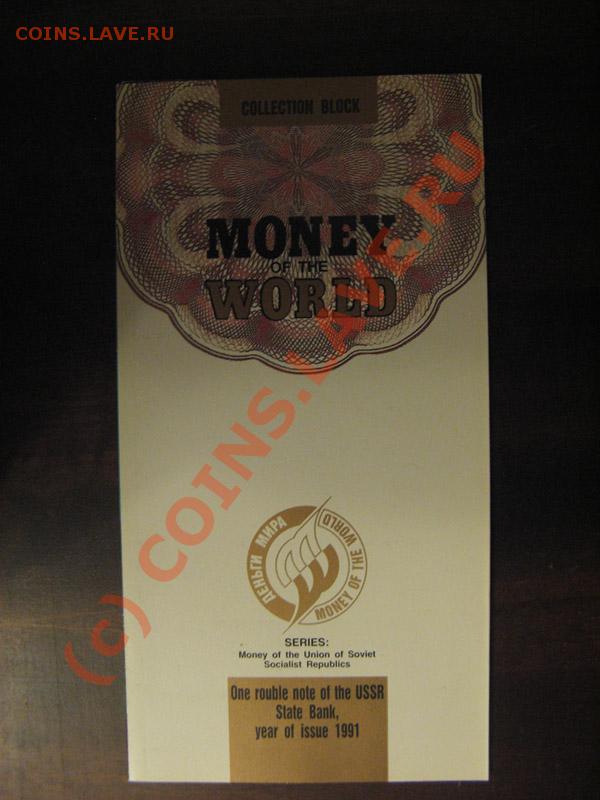 COINS.LAVE.RU
COLLECTION BLOCK
MONEY
OF THE
WORLD
(c) COINS.LAVE.RU
ДЕНЬГИ МИРА
MONEY OF THE WORLD
SERIES:
Money of the Union of Soviet
Socialist Republics
One rouble note of the USSR
State Bank,
year of issue 1991